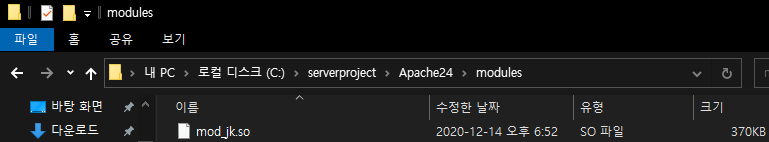 modules
파일 홈 공유 보기
내 PC > 로컬 디스크 (C:) > serverproject > Apache24 > modules
바탕 화면 이름 수정한 날짜 유형 크기
다운로드 mod_jk.so 2020-12-14 오후 6:52 SO 파일 370KB